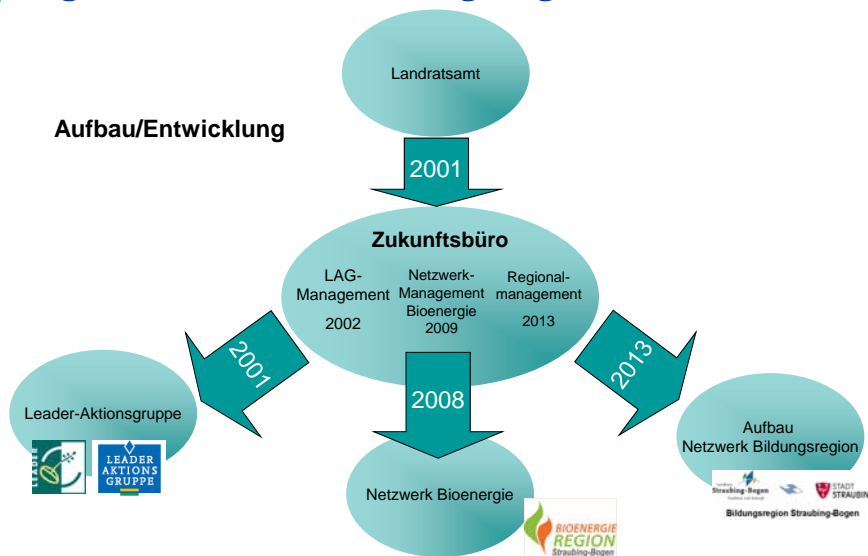 Landratsamt
Aufbau/Entwicklung
2001
Zukunftsbüro
LAG-
Management
2002
Netzwerk-
Management
Bioenergie
2009
Regional-
management
2013
2001
2008
2013
Leader-Aktionsgruppe
LEADER
LEADER
AKTIONS
GRUPPE
Netzwerk Bioenergie
BIOENERGIE
REGION
Straubing-Bogen
Aufbau
Netzwerk Bildungsregion
Straubing-Bogen
STADT
STRAUBIN
Bildungsregion Straubing-Bogen